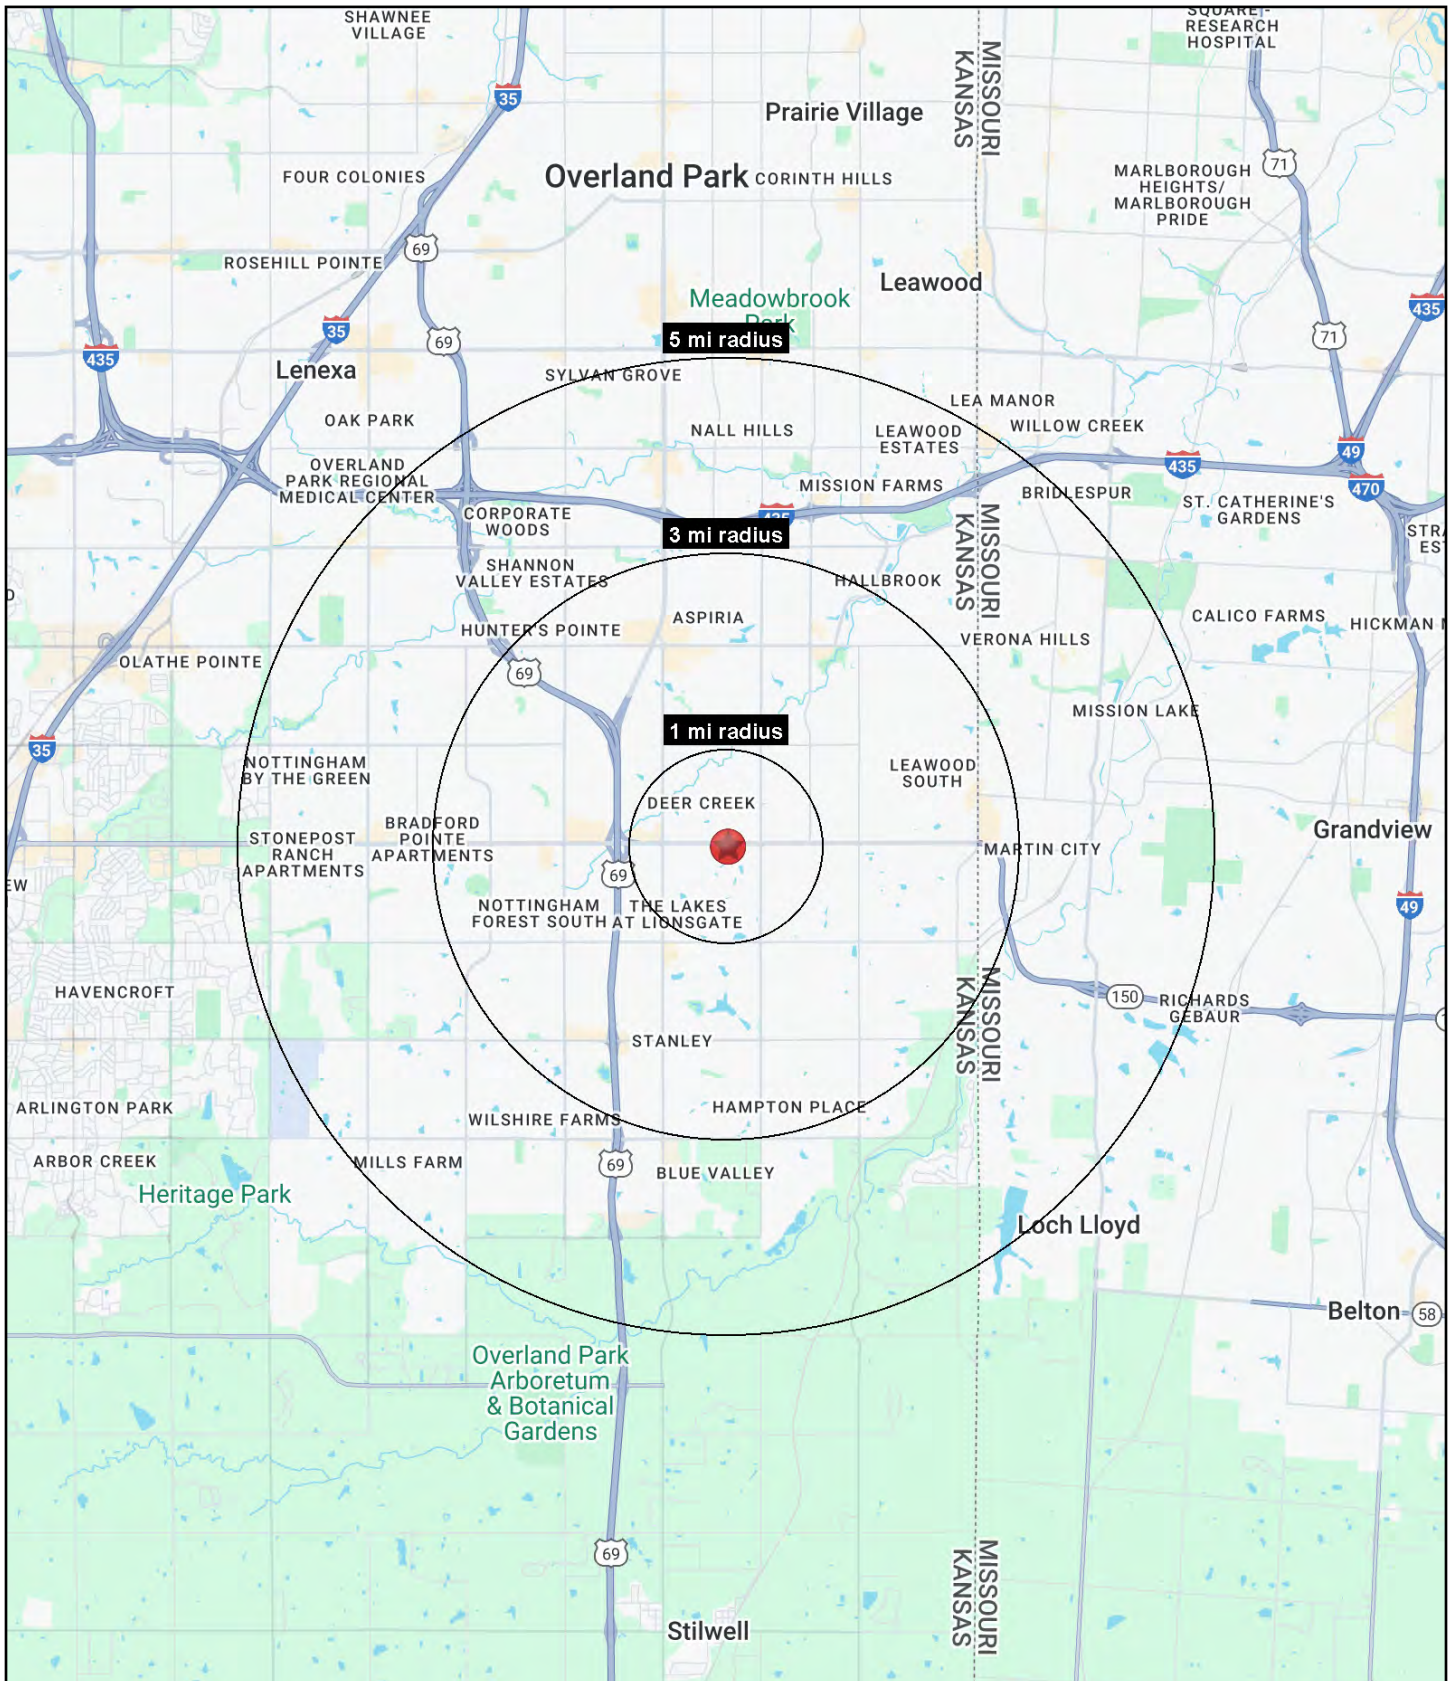 SHAWNEE
VILLAGE
SQUARE -
RESEARCH
HOSPITAL
MISSOURI
KANSAS
35
Prairie Village
71
FOUR COLONIES
Overland Park
CORINTH HILLS
MARLBOROUGH
HEIGHTS/
MARLBOROUGH
PRIDE
69
ROSEHILL POINTE
Leawood
Meadowbrook
Park
435
35
69
5 mi radius
71
435
Lenexa
SYLVAN GROVE
LEA MANOR
OAK PARK
NALL HILLS
LEAWOOD
ESTATES
WILLOW CREEK
49
435
OVERLAND
PARK REGIONAL
MEDICAL CENTER
MISSION FARMS
BRIDLESPUR
470
ST. CATHERINE'S
GARDENS
CORPORATE
WOODS
435
3 mi radius
MISSOURI
KANSAS
SHANNON
VALLEY ESTATES
HALLBROOK
ASPIRIA
CALICO FARMS
HICKMAN
HUNTER'S POINTE
VERONA HILLS
OLATHE POINTE
69
MISSION LAKE
1 mi radius
35
NOTTINGHAM
BY THE GREEN
LEAWOOD
SOUTH
DEER CREEK
BRADFORD
POINTE
APARTMENTS
STONEPOST
RANCH
APARTMENTS
Grandview
MARTIN CITY
69
EW
NOTTINGHAM
FOREST SOUTH
THE LAKES
AT LIONSGATE
49
HAVENCROFT
MISSOURI
KANSAS
150
RICHARDS
GEBAUR
STANLEY
ARLINGTON PARK
WILSHIRE FARMS
HAMPTON PLACE
ARBOR CREEK
MILLS FARM
69
BLUE VALLEY
Heritage Park
Loch Lloyd
Belton
58
Overland Park
Arboretum
& Botanical
Gardens
69
MISSOURI
KANSAS
Stilwell